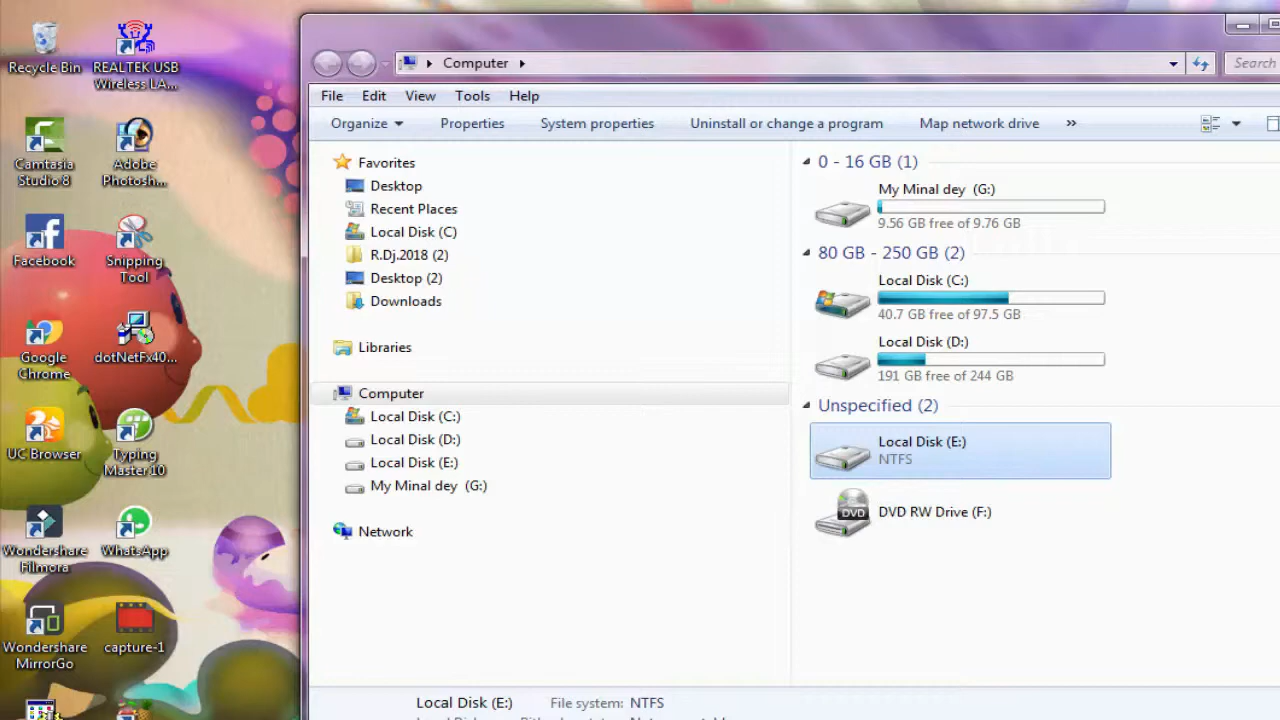 Recycle Bin
REALTEK USB
Wireless LA...
Camtasia
Studio 8
Adobe
Photosh...
Facebook
Snipping
Tool
Google
Chrome
dotNetFx40...
UC Browser
Typing
Master 10
Wondershare
Filmora
WhatsApp
Wondershare
MirrorGo
capture-1
Computer
Search
File Edit View Tools Help
Organize Properties System properties Uninstall or change a program Map network drive »
Favorites
Desktop
Recent Places
Local Disk (C)
R.Dj.2018 (2)
Desktop (2)
Downloads
Libraries
Computer
Local Disk (C:)
Local Disk (D:)
Local Disk (E:)
My Minal dey (G:)
Network
0 - 16 GB (1)
My Minal dey (G:)
9.56 GB free of 9.76 GB
80 GB - 250 GB (2)
Local Disk (C:)
40.7 GB free of 97.5 GB
Local Disk (D:)
191 GB free of 244 GB
Unspecified (2)
Local Disk (E:)
NTFS
DVD
DVD RW Drive (F:)
Local Disk (E:) File system: NTFS